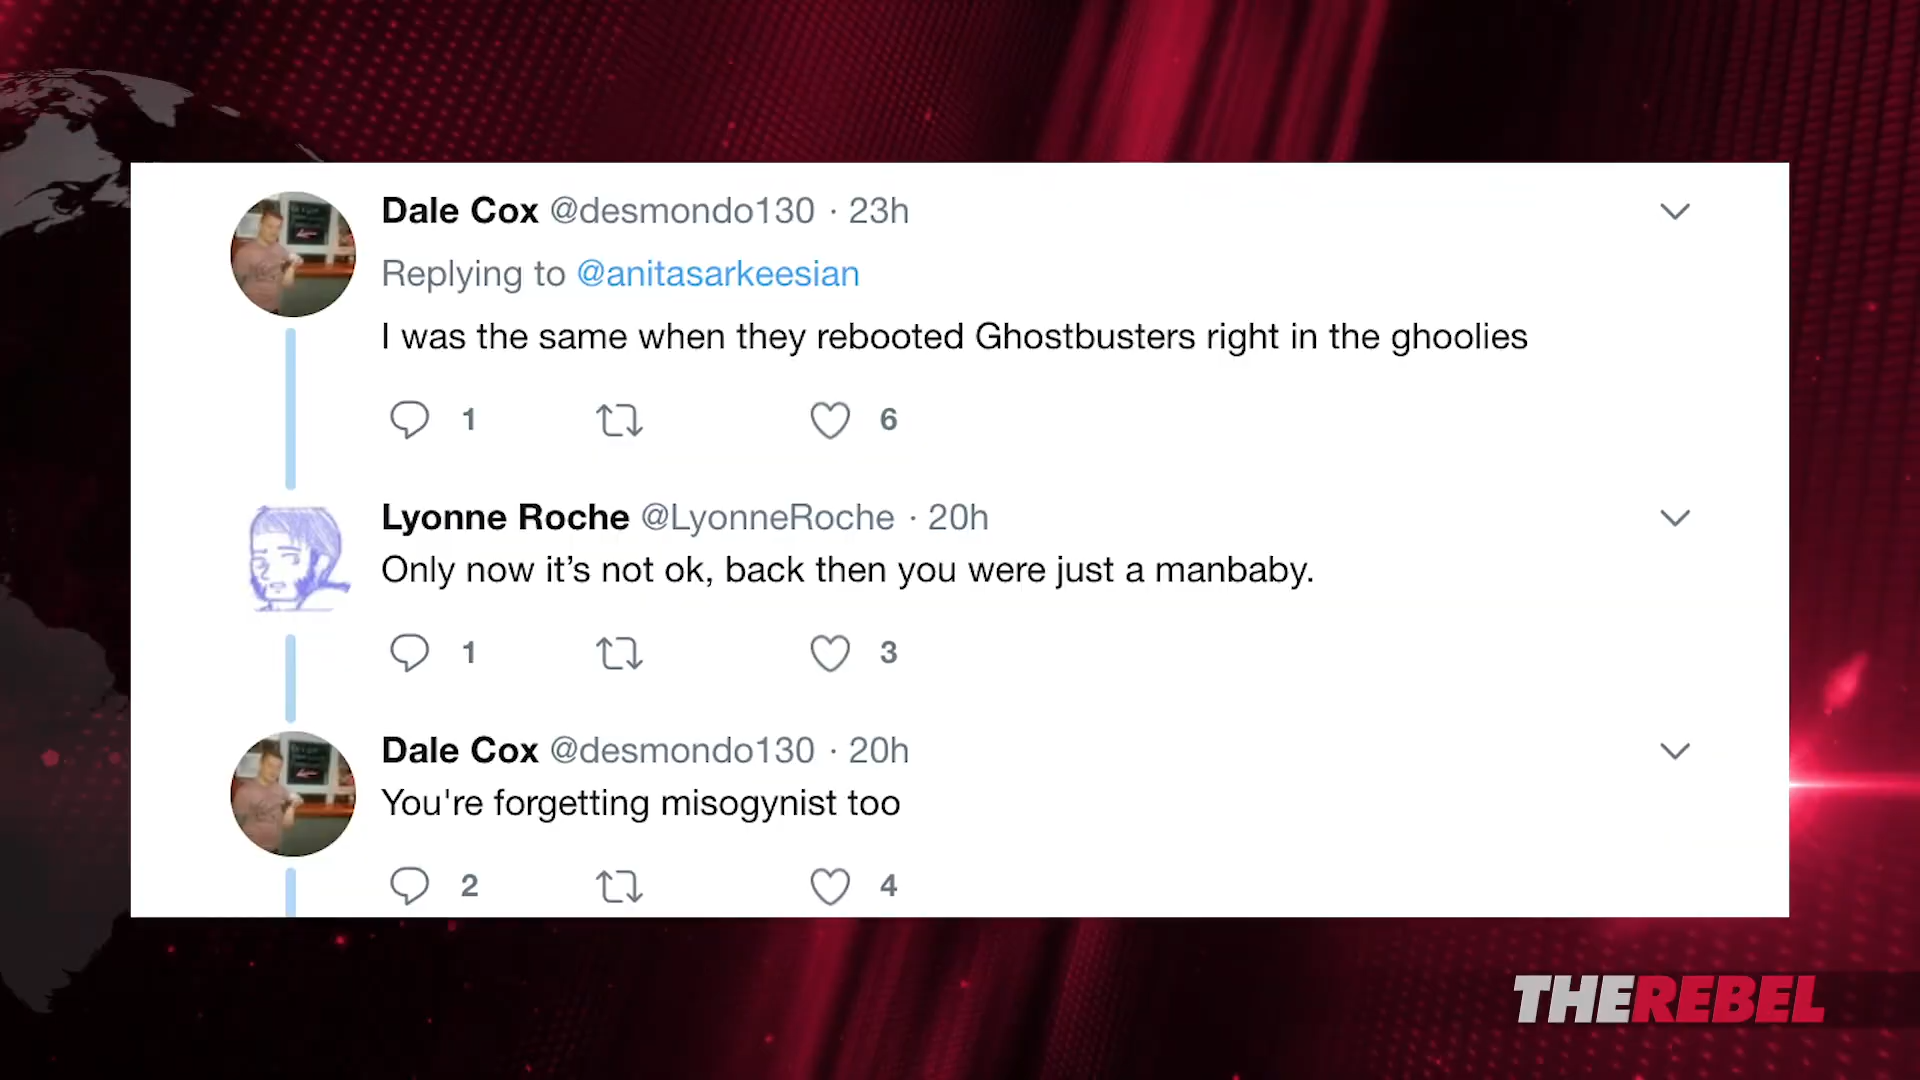 Dale Cox @desmondo130 · 23h
Replying to @anitasarkeesian
I was the same when they rebooted Ghostbusters right in the ghoolies
1 6
Lyonne Roche @LyonneRoche · 20h
Only now it’s not ok, back then you were just a manbaby.
1 3
Dale Cox @desmondo130 · 20h
You're forgetting misogynist too
2 4
THEREBEL